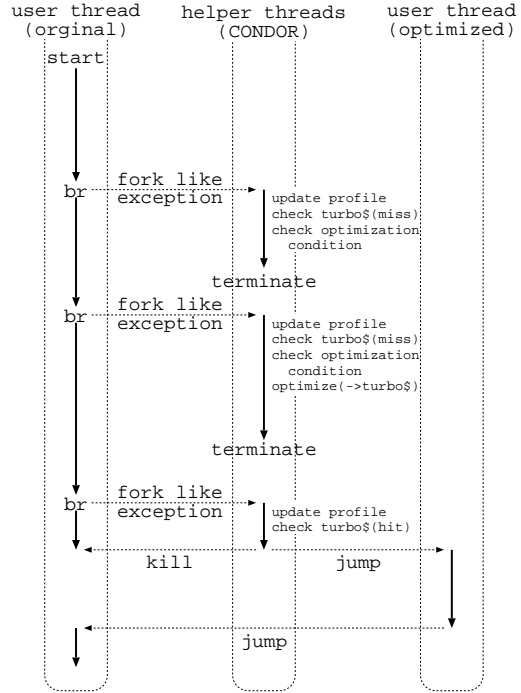 user thread
(orginal)
helper threads
(CONDOR)
user thread
(optimized)
start
br
fork like
exception
update profile
check turbo$(miss)
check optimization
condition
terminate
br
fork like
exception
update profile
check turbo$(miss)
check optimization
condition
optimize(->turbo$)
terminate
br
fork like
exception
update profile
check turbo$(hit)
kill
jump
jump